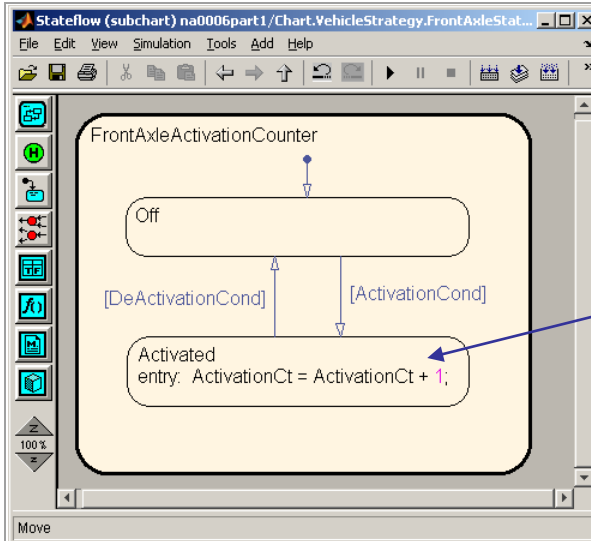 Stateflow (subchart) na0006part1/Chart.VehicleStrategy.FrontAxleStat...
File Edit View Simulation Tools Add Help
»
FrontAxleActivationCounter
H
Off
[DeActivationCond]
[ActivationCond]
Activated
entry: ActivationCt = ActivationCt + 1;
f()
M
Z
100%
Z
Move